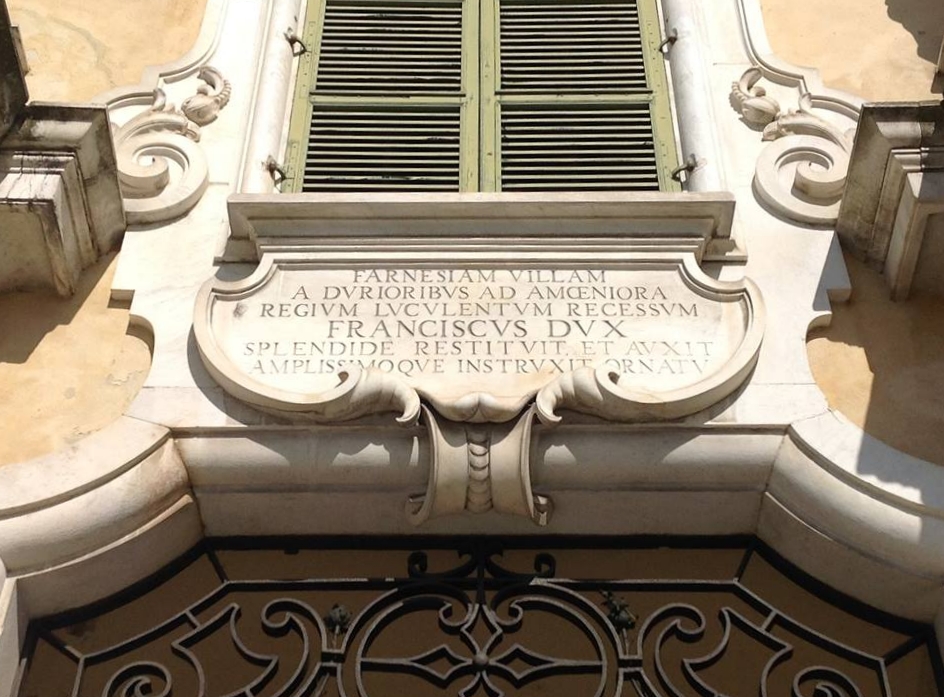 FARNESIAM VILLAM
A DVRIORIBVS AD AMŒNIORA
REGIVM LVCVLENTVM RECESSVM
FRANCISCVS DVX
SPLENDIDE RESTITVIT ET AVXIT
AMPLISSIMOQVE INSTRVXIT ORNATV